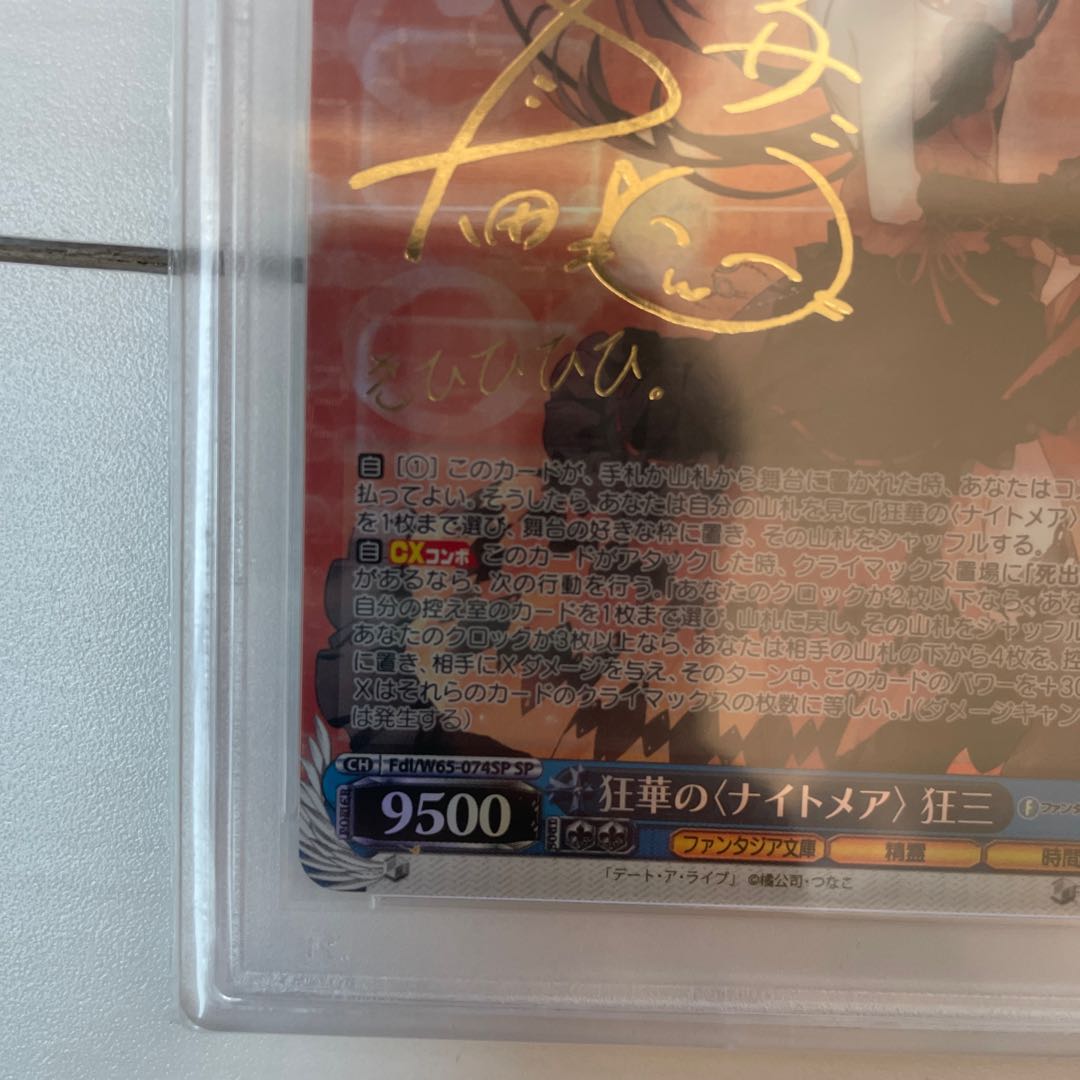 きひひひひ。
自 [①] このカードが、手札か山札から舞台に置かれた時、あなたはコ
払ってよい。そうしたら、あなたは自分の山札を見て「狂華の〈ナイトメア〉
を1枚まで選び、舞台の好きな枠に置き、その山札をシャッフルする。
自 CXコンボ このカードがアタックした時、クライマックス置場に「死出
があるなら、次の行動を行う。「あなたのクロックが2枚以下なら、あな
自分の控え室のカードを1枚まで選び、山札に戻し、その山札をシャッフル
あなたのクロックが3枚以上なら、あなたは相手の山札の下から4枚を、控
に置き、相手にXダメージを与え、そのターン中、このカードのパワーを+30
Xはそれらのカードのクライマックスの枚数に等しい。」(ダメージキャン
は発生する)
CH Fdl/W65-074SP SP
POWER 9500 SOUL 狂華の〈ナイトメア〉 狂三 F ファンタ
ファンタジア文庫 精霊 時間
「デート・ア・ライブ」 ©橘公司・つなこ